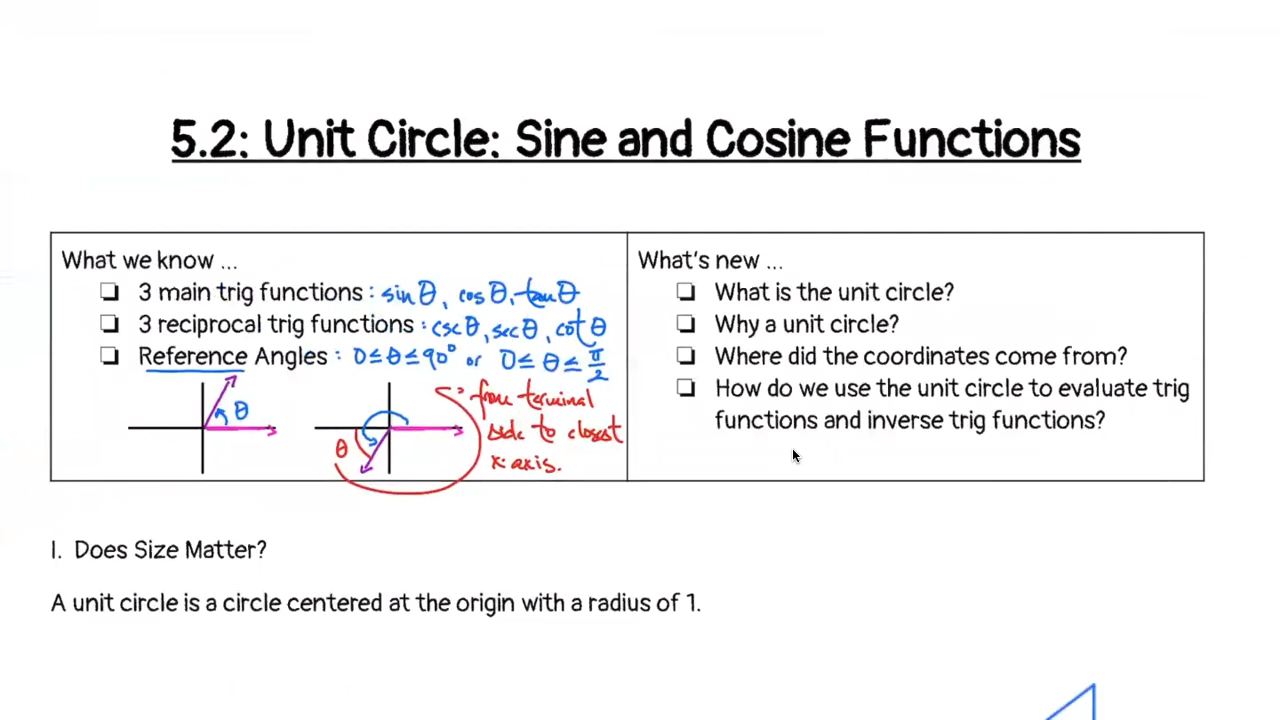 5.2: Unit Circle: Sine and Cosine Functions
What we know ...
❏ 3 main trig functions : sin θ, cos θ, tan θ
❏ 3 reciprocal trig functions : csc θ, sec θ, cot θ
❏ Reference Angles : 0 ≤ θ ≤ 90° or 0 ≤ θ ≤ π/2
θ
θ
from terminal
side to closest
x-axis.
What's new ...
❏ What is the unit circle?
❏ Why a unit circle?
❏ Where did the coordinates come from?
❏ How do we use the unit circle to evaluate trig
functions and inverse trig functions?
I. Does Size Matter?
A unit circle is a circle centered at the origin with a radius of 1.